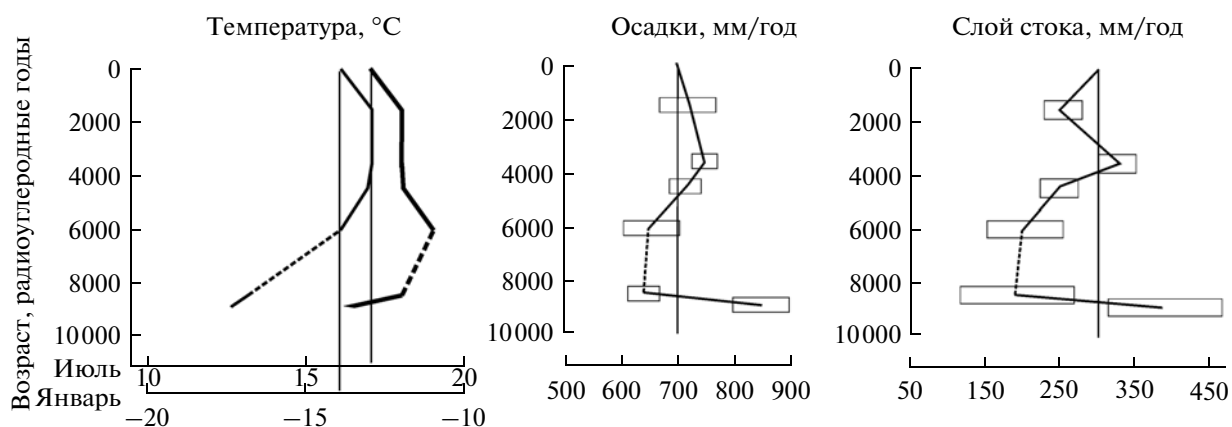 Температура, °C
Осадки, мм/год
Слой стока, мм/год
Возраст, радиоуглеродные годы
0
2000
4000
6000
8000
10000
Июль
10 15 20
Январь
−20 −15 −10
0
2000
4000
6000
8000
10000
500 600 700 800 900
0
2000
4000
6000
8000
10000
50 150 250 350 450